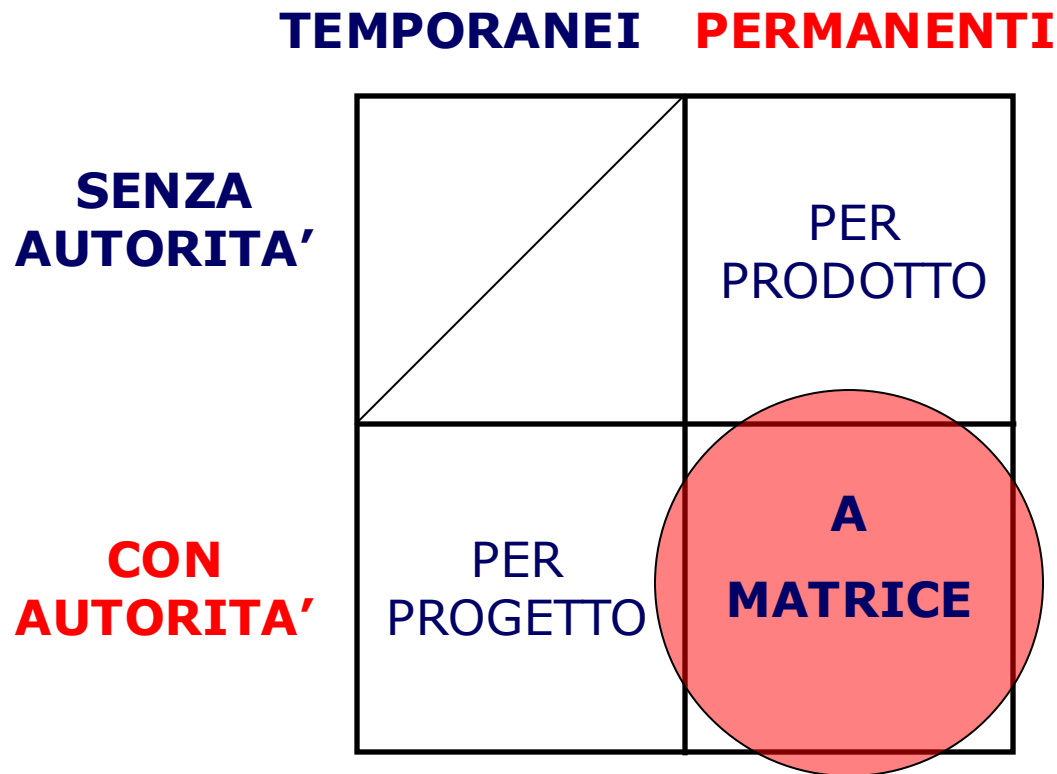 TEMPORANEI PERMANENTI
SENZA
AUTORITA’
PER
PRODOTTO
CON
AUTORITA’
PER
PROGETTO
A
MATRICE